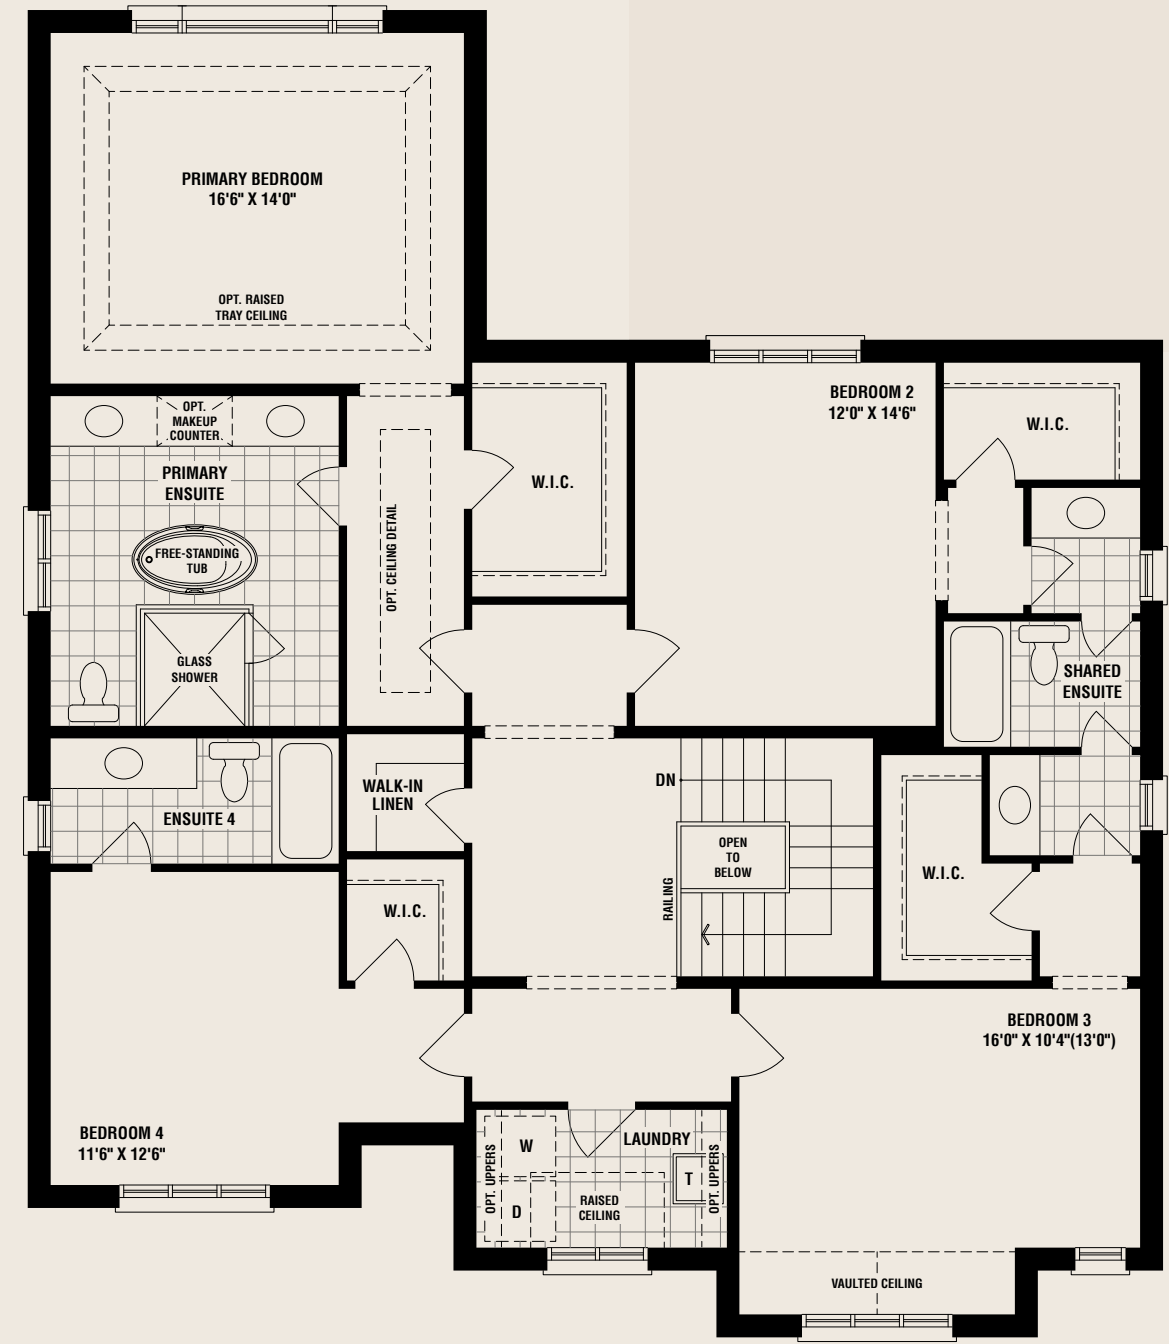 PRIMARY BEDROOM
16'6" X 14'0"
OPT. RAISED
TRAY CEILING
OPT.
MAKEUP
COUNTER
PRIMARY
ENSUITE
FREE-STANDING
TUB
GLASS
SHOWER
OPT. CEILING DETAIL
W.I.C.
BEDROOM 2
12'0" X 14'6"
W.I.C.
SHARED
ENSUITE
ENSUITE 4
WALK-IN
LINEN
W.I.C.
DN
OPEN
TO
BELOW
RAILING
W.I.C.
BEDROOM 3
16'0" X 10'4"(13'0")
BEDROOM 4
11'6" X 12'6"
OPT. UPPERS
W
D
LAUNDRY
RAISED
CEILING
T
OPT. UPPERS
VAULTED CEILING